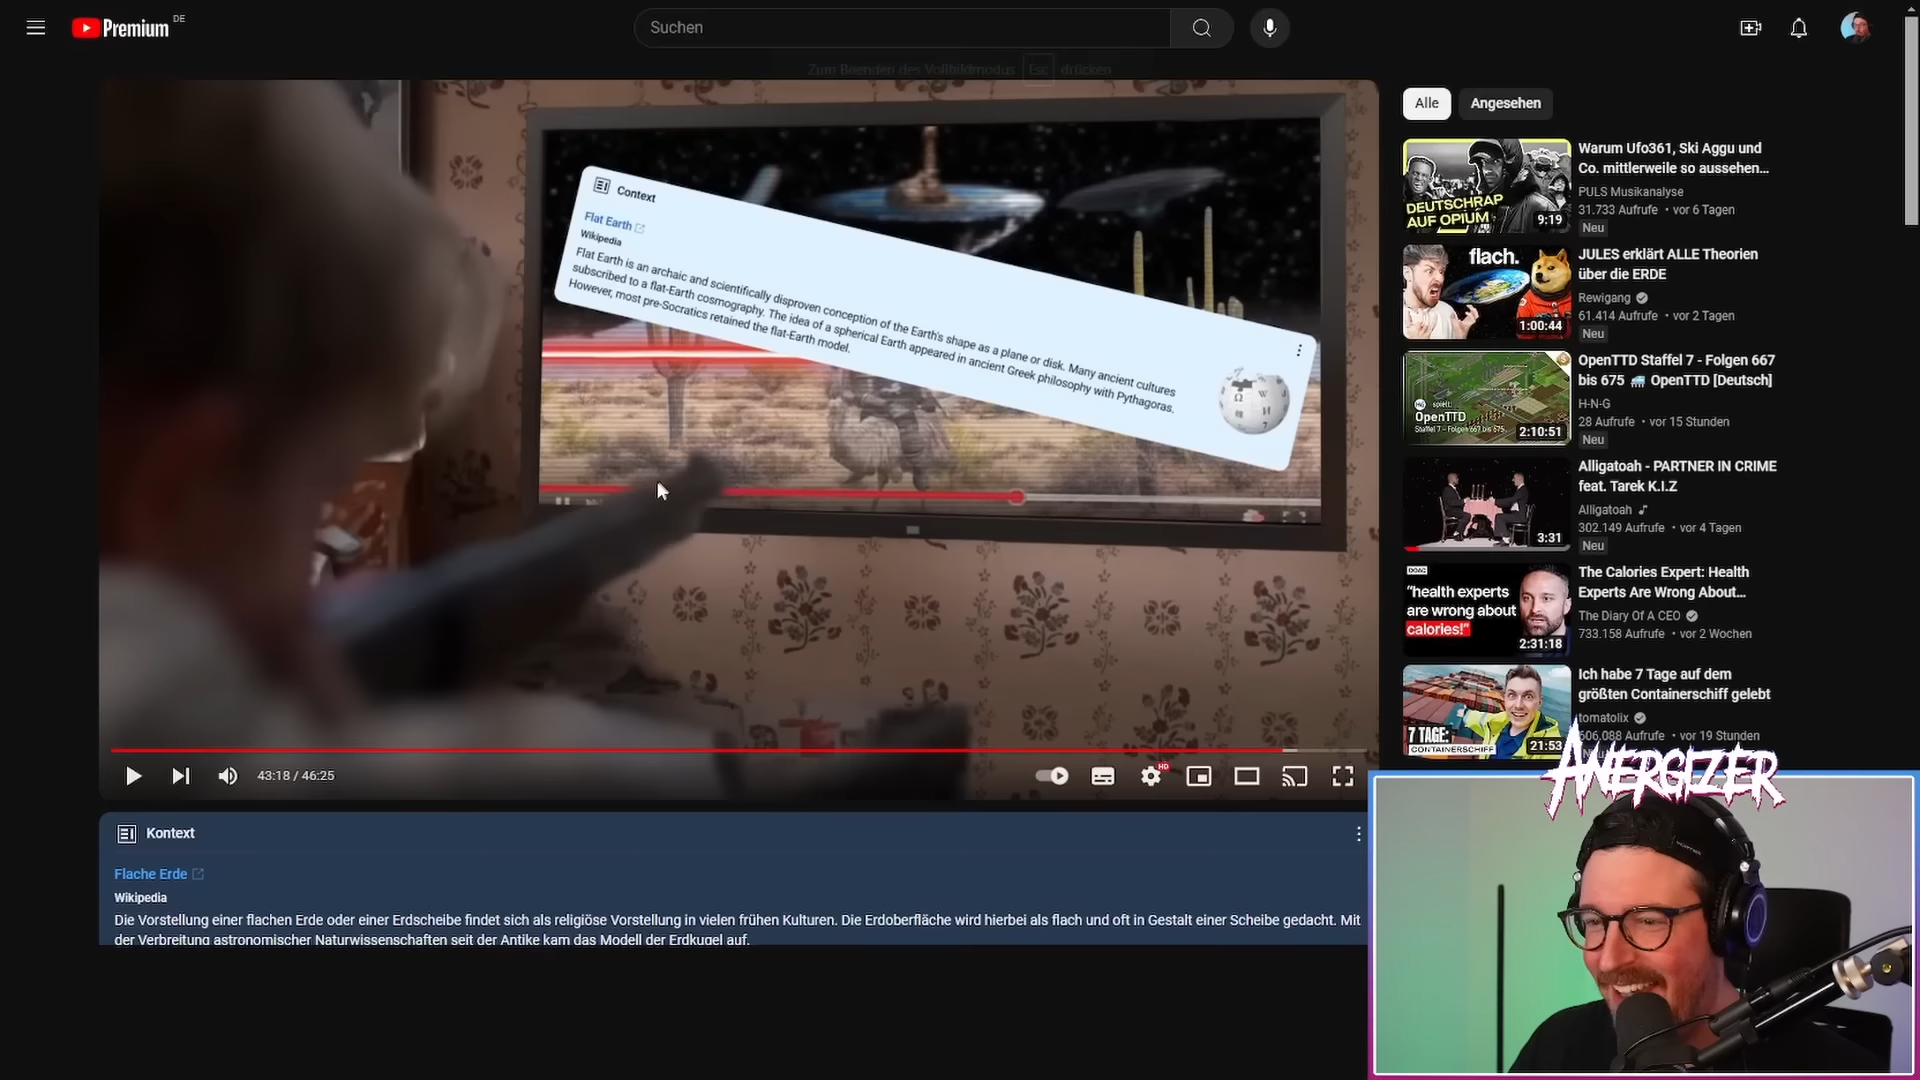 Premium DE
Suchen
Zum Beenden des Vollbildmodus Esc drücken
Context
Flat Earth
Wikipedia
Flat Earth is an archaic and scientifically disproven conception of the Earth's shape as a plane or disk. Many ancient cultures
subscribed to a flat-Earth cosmography. The idea of a spherical Earth appeared in ancient Greek philosophy with Pythagoras.
However, most pre-Socratics retained the flat-Earth model.
43:18 / 46:25
HD
Kontext
Flache Erde
Wikipedia
Die Vorstellung einer flachen Erde oder einer Erdscheibe findet sich als religiöse Vorstellung in vielen frühen Kulturen. Die Erdoberfläche wird hierbei als flach und oft in Gestalt einer Scheibe gedacht. Mit
der Verbreitung astronomischer Naturwissenschaften seit der Antike kam das Modell der Erdkugel auf.
Alle
Angesehen
DEUTSCHRAP
AUF OPIUM
9:19
Warum Ufo361, Ski Aggu und
Co. mittlerweile so aussehen...
PULS Musikanalyse
31.733 Aufrufe • vor 6 Tagen
Neu
flach.
1:00:44
JULES erklärt ALLE Theorien
über die ERDE
Rewigang
61.414 Aufrufe • vor 2 Tagen
Neu
HG spielt:
OpenTTD
Staffel 7 - Folgen 667 bis 675
2:10:51
OpenTTD Staffel 7 - Folgen 667
bis 675 🚅 OpenTTD [Deutsch]
H-N-G
28 Aufrufe • vor 15 Stunden
Neu
3:31
Alligatoah - PARTNER IN CRIME
feat. Tarek K.I.Z
Alligatoah
302.149 Aufrufe • vor 4 Tagen
Neu
DOAC
"health experts
are wrong about
calories!"
2:31:18
The Calories Expert: Health
Experts Are Wrong About...
The Diary Of A CEO
733.158 Aufrufe • vor 2 Wochen
7 TAGE:
CONTAINERSCHIFF
21:53
Ich habe 7 Tage auf dem
größten Containerschiff gelebt
tomatolix
606.088 Aufrufe • vor 19 Stunden
ANERGIZER